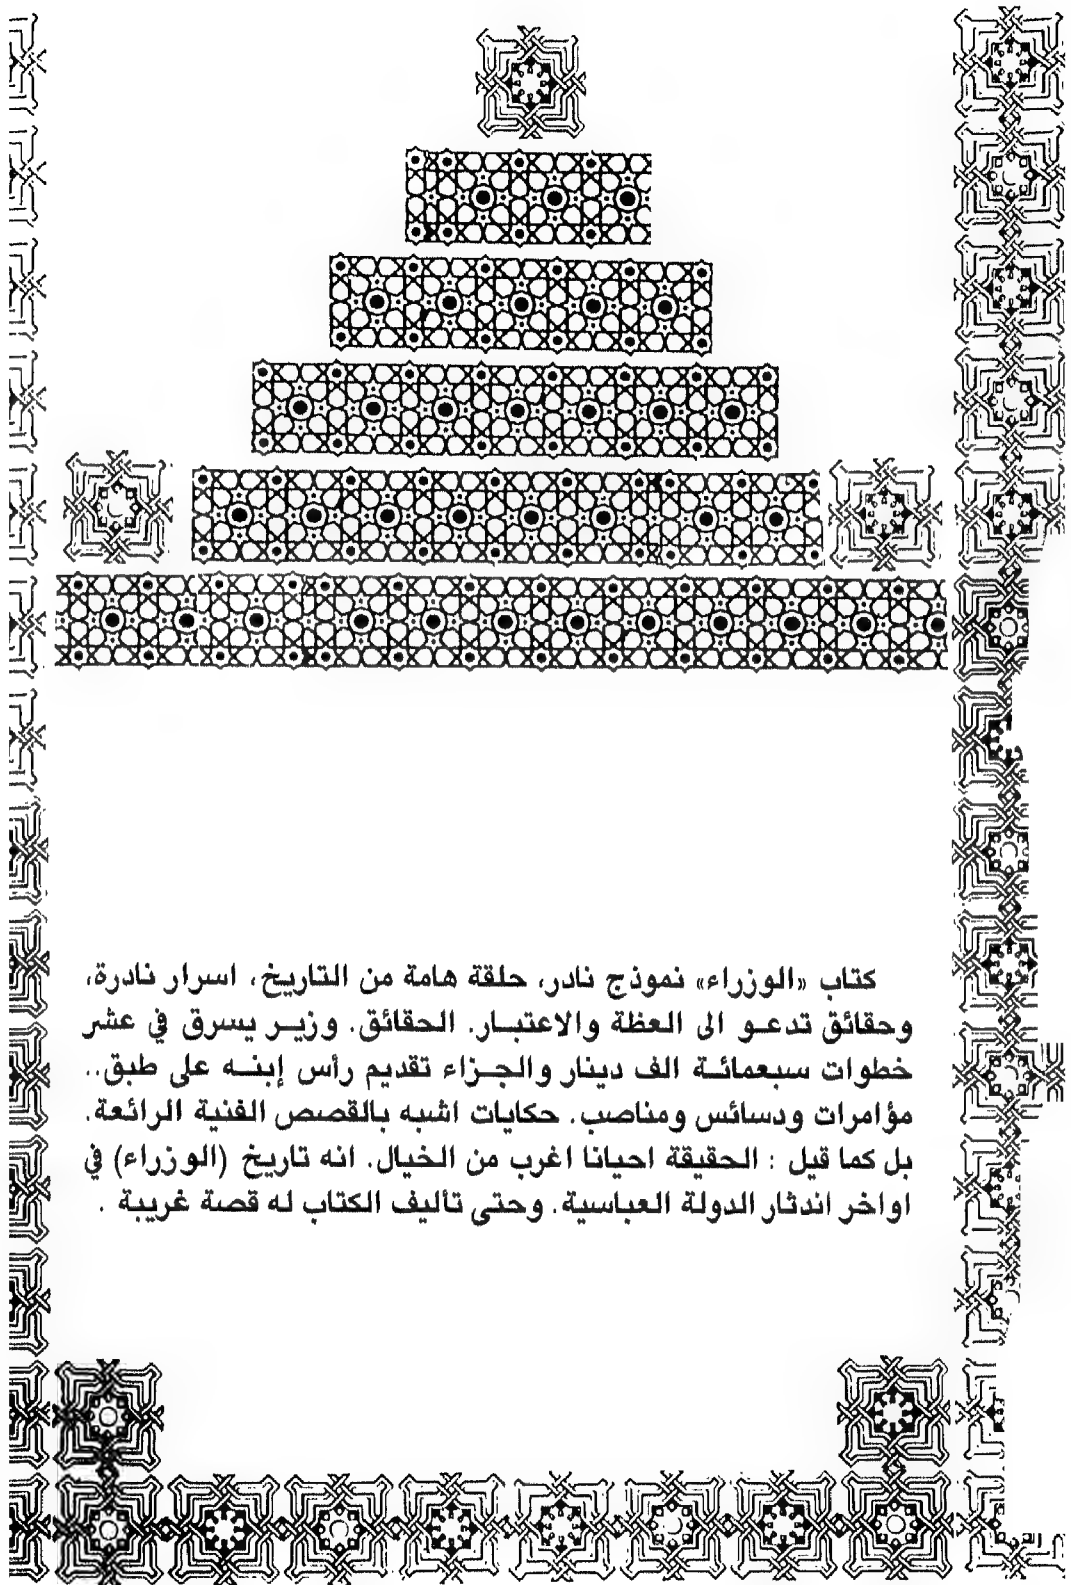 كتاب «الوزراء» نموذج نادر، حلقة هامة من التاريخ، اسرار نادرة،
وحقائق تدعو الى العظة والاعتبار. الحقائق. وزير يسرق في عشر
خطوات سبعمائة الف دينار والجزاء تقديم رأس إبنه على طبق..
مؤامرات ودسائس ومناصب. حكايات اشبه بالقصص الفنية الرائعة.
بل كما قيل : الحقيقة احيانا اغرب من الخيال. انه تاريخ (الوزراء) في
اواخر اندثار الدولة العباسية. وحتى تأليف الكتاب له قصة غريبة .